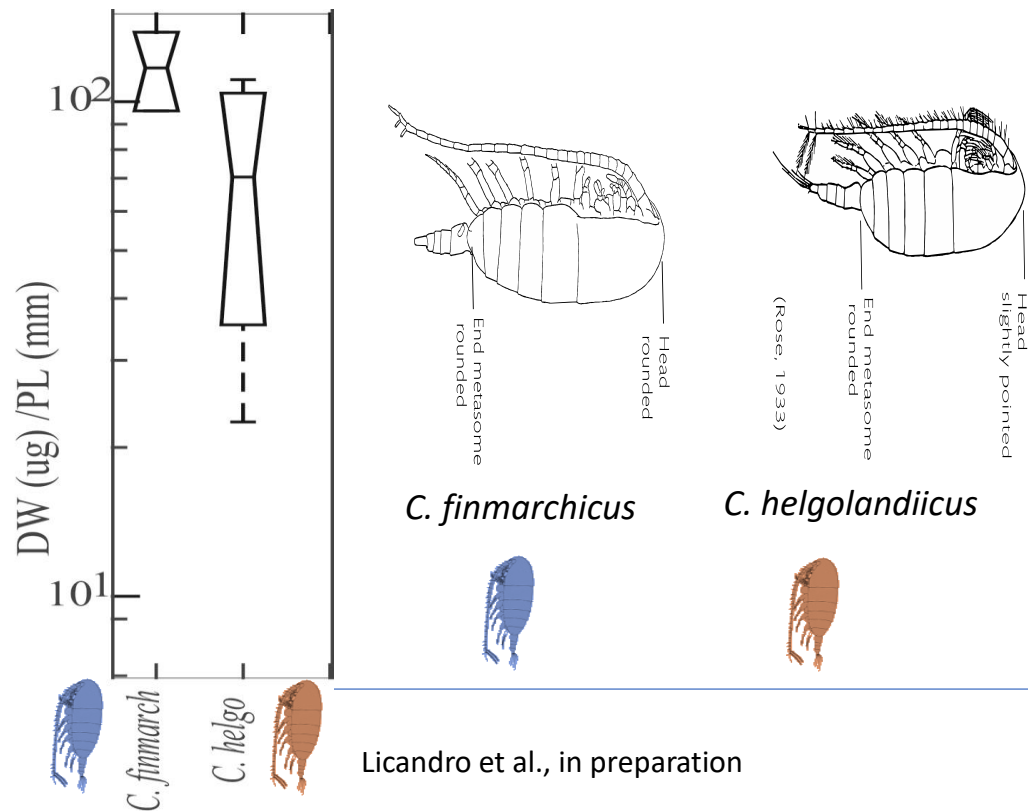 DW (ug) /PL (mm)
10²
10¹
C. finmarch
C. helgo
End metasome
rounded
Head
rounded
(Rose, 1933)
End metasome
rounded
Head
slightly pointed
C. finmarchicus
C. helgolandiicus
Licandro et al., in preparation